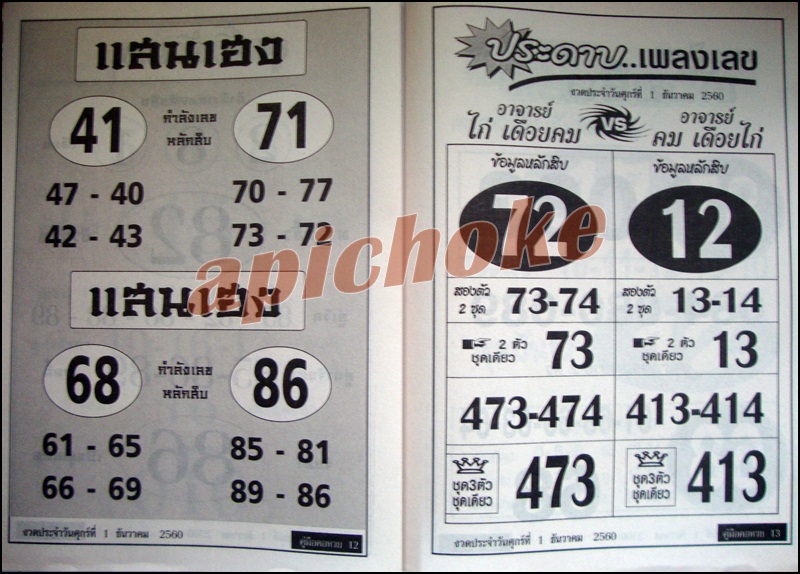 แสนเฮง
41 กำลังเลข 71
หลักสิบ
47 - 40 70 - 77
42 - 43 73 - 72
แสนเฮง
68 กำลังเลข 86
หลักสิบ
61 - 65 85 - 81
66 - 69 89 - 86
งวดประจำวันศุกร์ที่ 1 ธันวาคม 2560 คู่มือคอหวย 12
ประดาบ..เพลงเลข
งวดประจำวันศุกร์ที่ 1 ธันวาคม 2560
อาจารย์ VS อาจารย์
ไก่ เดือยคม คม เดือยไก่
ข้อมูลหลักสิบ ข้อมูลหลักสิบ
72 12
สองตัว 73-74 สองตัว 13-14
2 ชุด 2 ชุด
2 ตัว 73 2 ตัว 13
ชุดเดียว ชุดเดียว
473-474 413-414
ชุด3ตัว 473 ชุด3ตัว 413
ชุดเดียว ชุดเดียว
งวดประจำวันศุกร์ที่ 1 ธันวาคม 2560 คู่มือคอหวย 13
apichoke